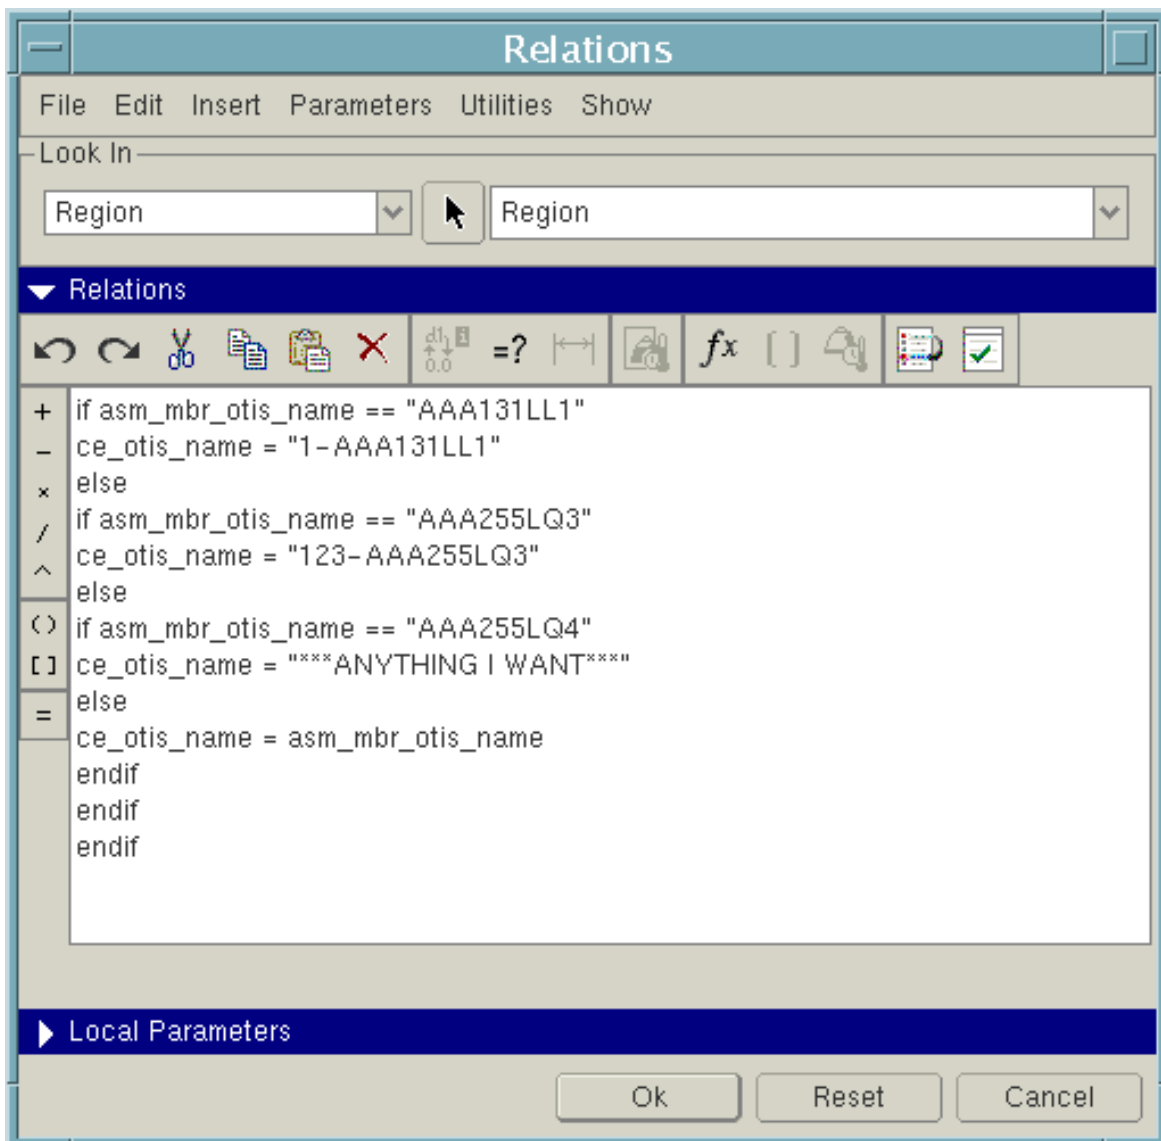 Relations
File Edit Insert Parameters Utilities Show
Look In
Region Region
Relations
=? fx [ ]
+ if asm_mbr_otis_name == "AAA131LL1"
- ce_otis_name = "1-AAA131LL1"
× else
/ if asm_mbr_otis_name == "AAA255LQ3"
^ ce_otis_name = "123-AAA255LQ3"
else
() if asm_mbr_otis_name == "AAA255LQ4"
[] ce_otis_name = "***ANYTHING I WANT***"
= else
ce_otis_name = asm_mbr_otis_name
endif
endif
endif
Local Parameters
Ok Reset Cancel